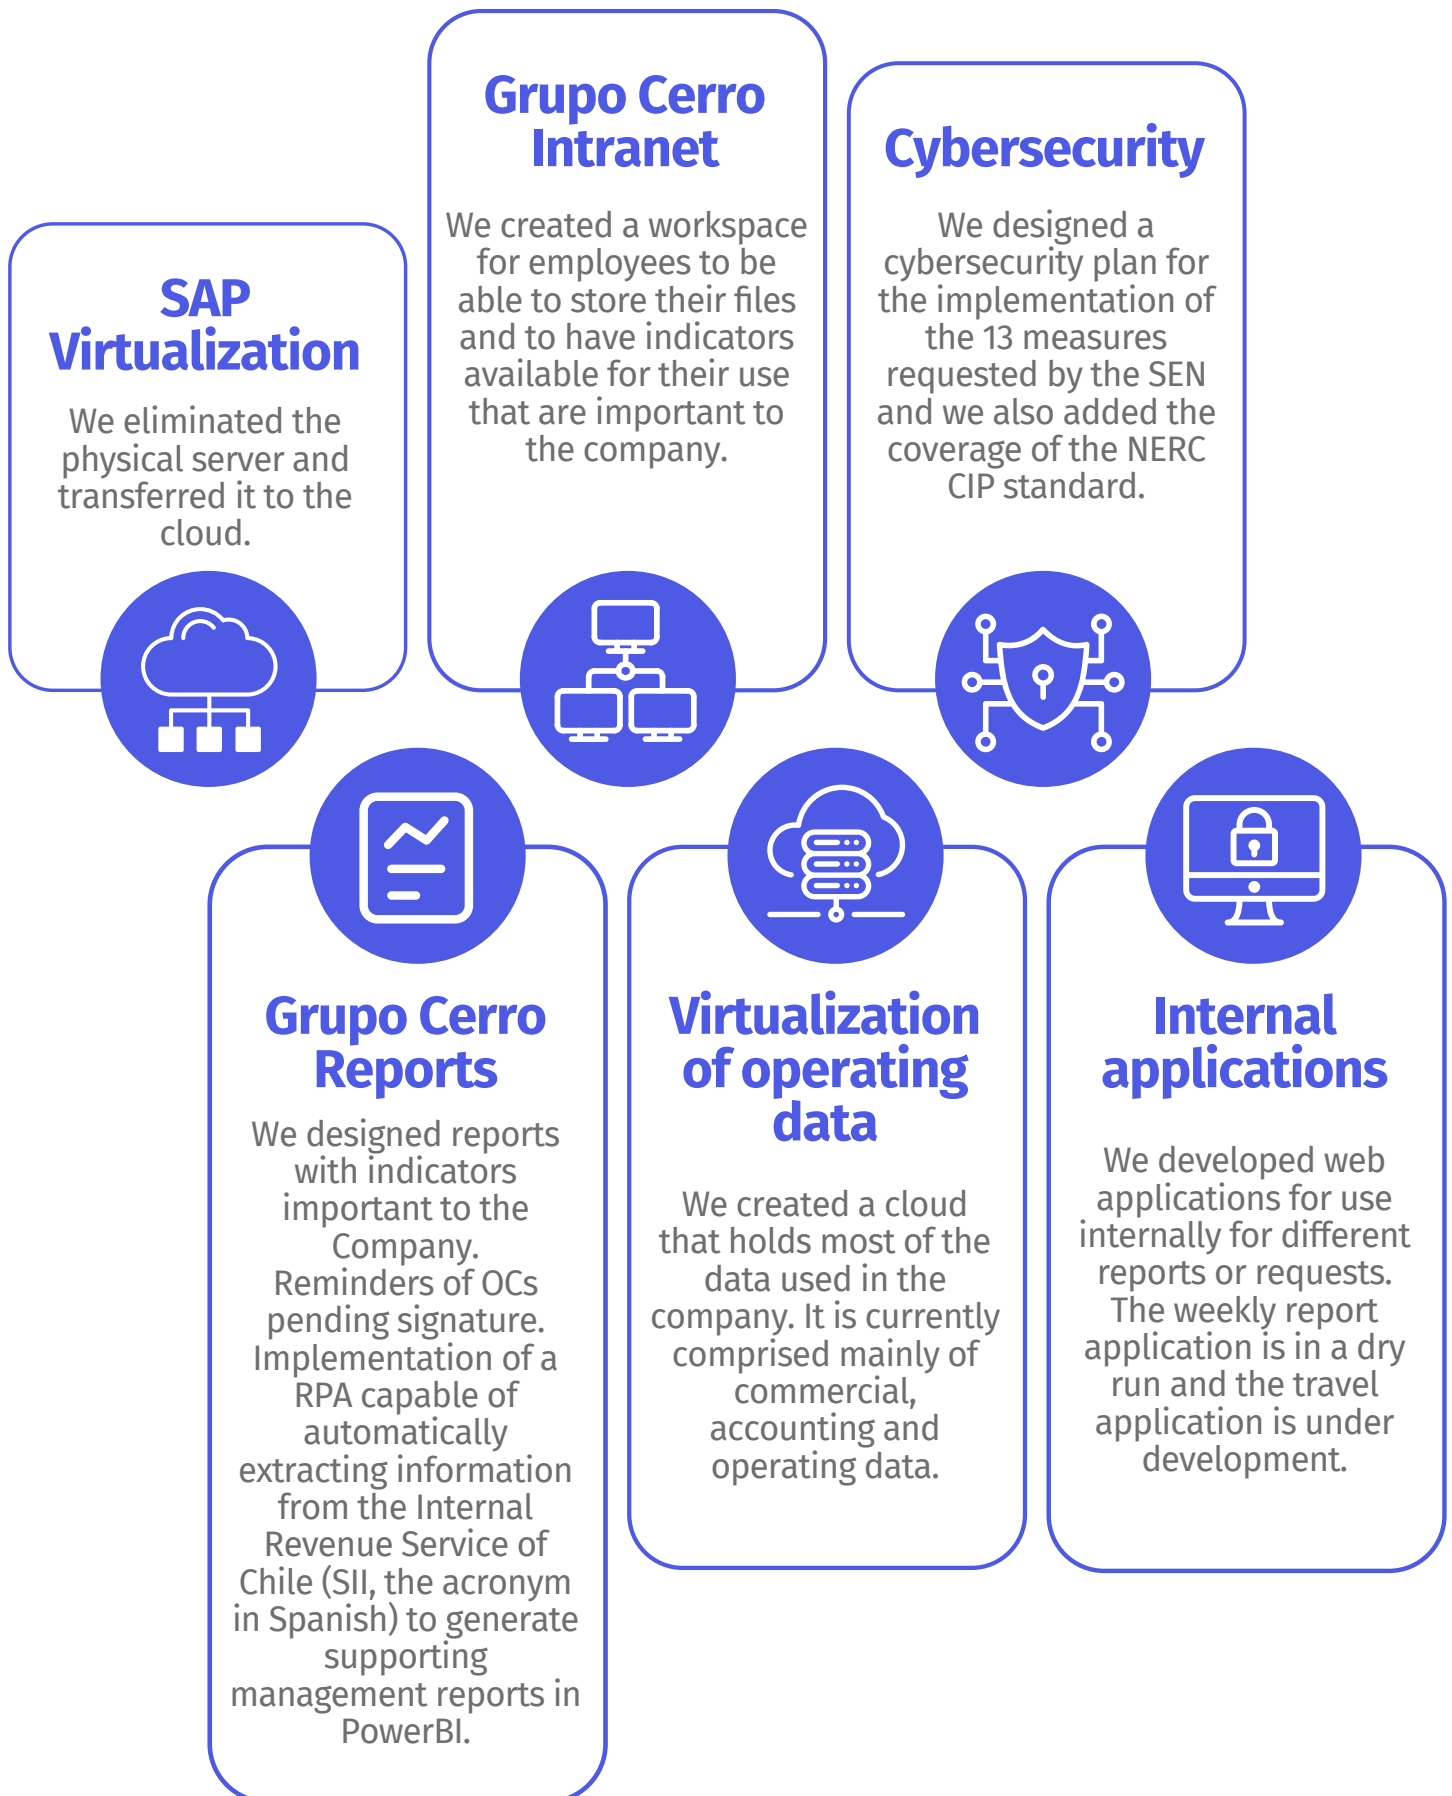 SAP
Virtualization
We eliminated the
physical server and
transferred it to the
cloud.
Grupo Cerro
Intranet
We created a workspace
for employees to be
able to store their files
and to have indicators
available for their use
that are important to
the company.
Cybersecurity
We designed a
cybersecurity plan for
the implementation of
the 13 measures
requested by the SEN
and we also added the
coverage of the NERC
CIP standard.
Grupo Cerro
Reports
We designed reports
with indicators
important to the
Company.
Reminders of OCs
pending signature.
Implementation of a
RPA capable of
automatically
extracting information
from the Internal
Revenue Service of
Chile (SII, the acronym
in Spanish) to generate
supporting
management reports in
PowerBI.
Virtualization
of operating
data
We created a cloud
that holds most of the
data used in the
company. It is currently
comprised mainly of
commercial,
accounting and
operating data.
Internal
applications
We developed web
applications for use
internally for different
reports or requests.
The weekly report
application is in a dry
run and the travel
application is under
development.